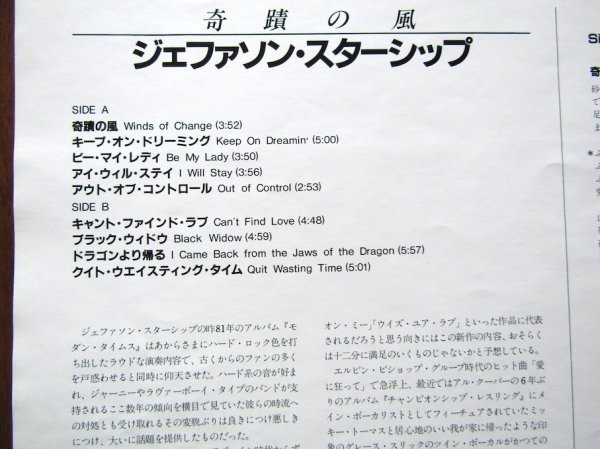 奇蹟の風
ジェファソン・スターシップ
SIDE A
奇蹟の風 Winds of Change (3:52)
キープ・オン・ドリーミング Keep On Dreamin' (5:00)
ビー・マイ・レディ Be My Lady (3:50)
アイ・ウィル・ステイ I Will Stay (3:56)
アウト・オブ・コントロール Out of Control (2:53)
SIDE B
キャント・ファインド・ラブ Can't Find Love (4:48)
ブラック・ウィドウ Black Widow (4:59)
ドラゴンより帰る I Came Back from the Jaws of the Dragon (5:57)
クイト・ウエイスティング・タイム Quit Wasting Time (5:01)
ジェファソン・スターシップの昨81年のアルバム『モ
ダン・タイムス』はあからさまにハード・ロック色を打
ち出したラウドな演奏内容で、古くからのファンの多く
を戸惑わせると同時に仰天させた。ハード系の音が好ま
れ、ジャーニーやラヴァーボーイ・タイプのバンドが支
持されるここ数年の傾向を横目で見ていた彼らの時流へ
の対処とも受け取れるその変貌ぶりは良きにつけ悪しき
につけ、大いに話題を提供したものだった。
オン・ミー」「ウイズ・ユア・ラブ」といった作品に代表
されるだろうと思う向きにはこの新作の内容、おそらく
は十二分に満足のいくものじゃないかと予想している。
エルビン・ビショップ・グループ時代のヒット曲「愛
に狂って」で急浮上、最近ではアル・クーパーの6年ぶ
りのアルバム『チャンピオンシップ・レスリング』にメ
イン・ボーカリストとしてフィーチュアされていたミッ
キー・トーマスと居心地のいい我が家に帰ったような印
象のグレース・スリックのツイン・ボーカルがかつての